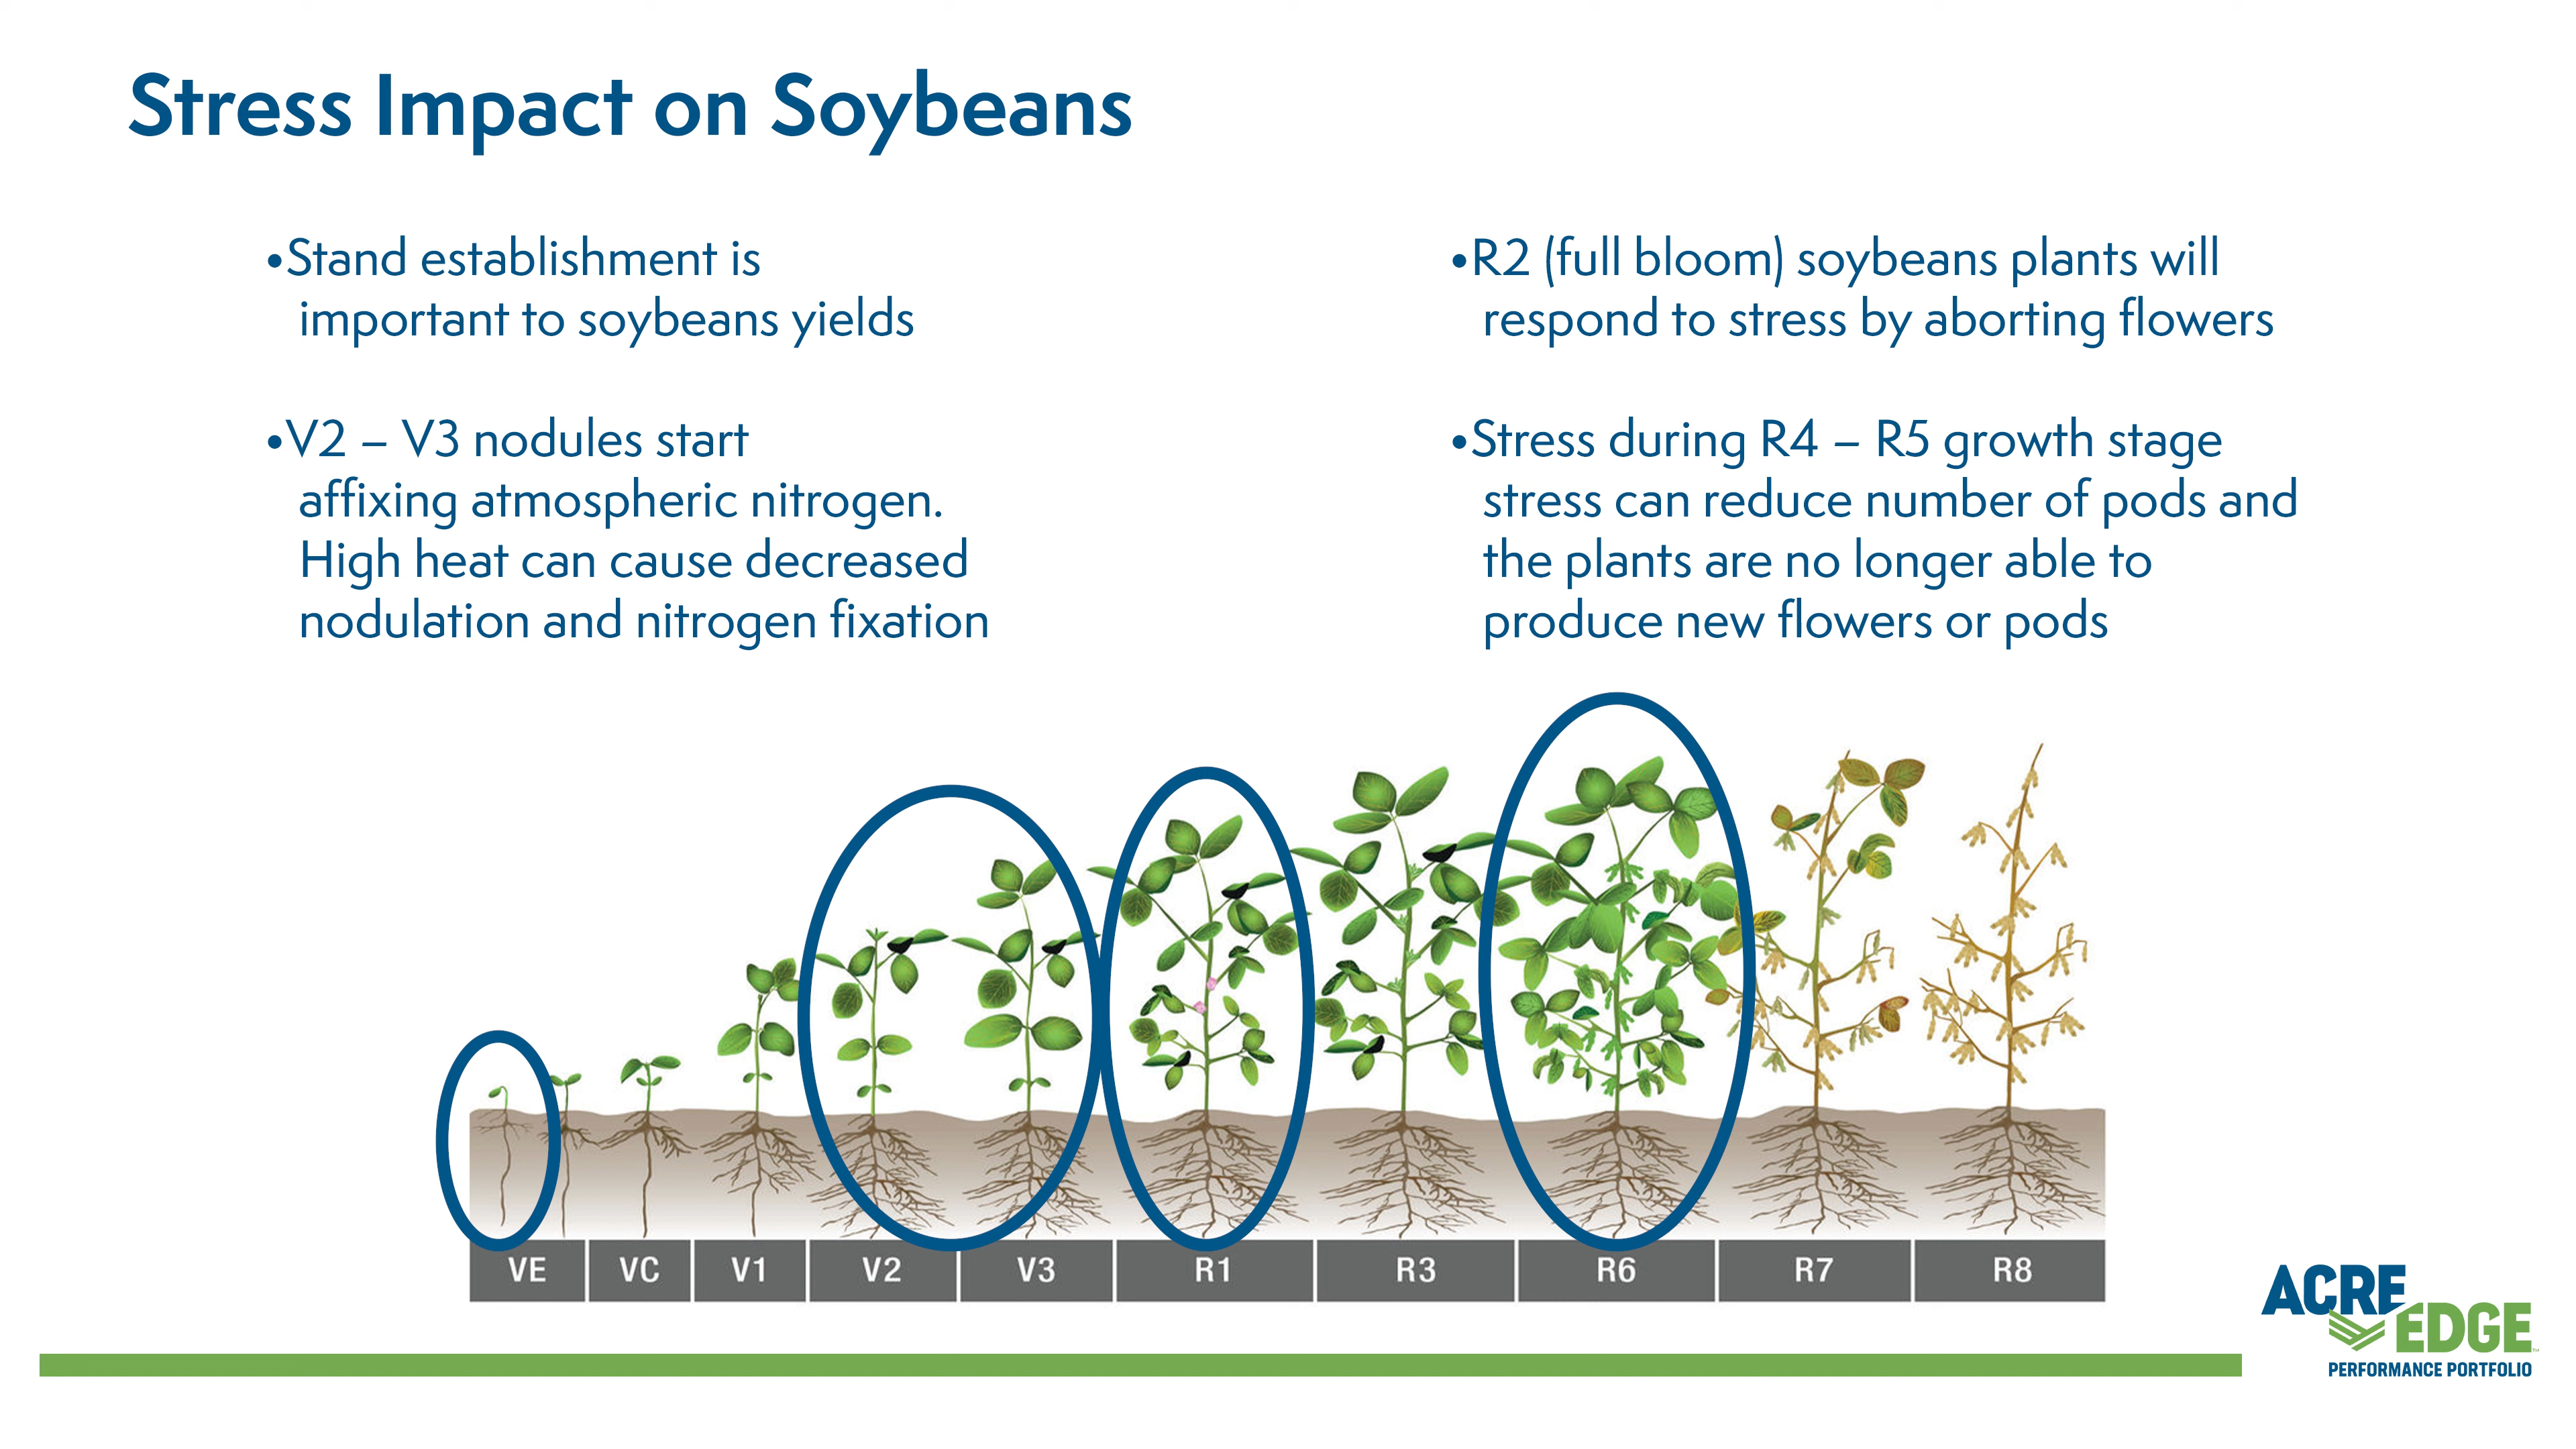 Stress Impact on Soybeans
•Stand establishment is
important to soybeans yields
•V2 – V3 nodules start
affixing atmospheric nitrogen.
High heat can cause decreased
nodulation and nitrogen fixation
•R2 (full bloom) soybeans plants will
respond to stress by aborting flowers
•Stress during R4 – R5 growth stage
stress can reduce number of pods and
the plants are no longer able to
produce new flowers or pods
VE VC V1 V2 V3 R1 R3 R6 R7 R8
ACRE
EDGE
PERFORMANCE PORTFOLIO